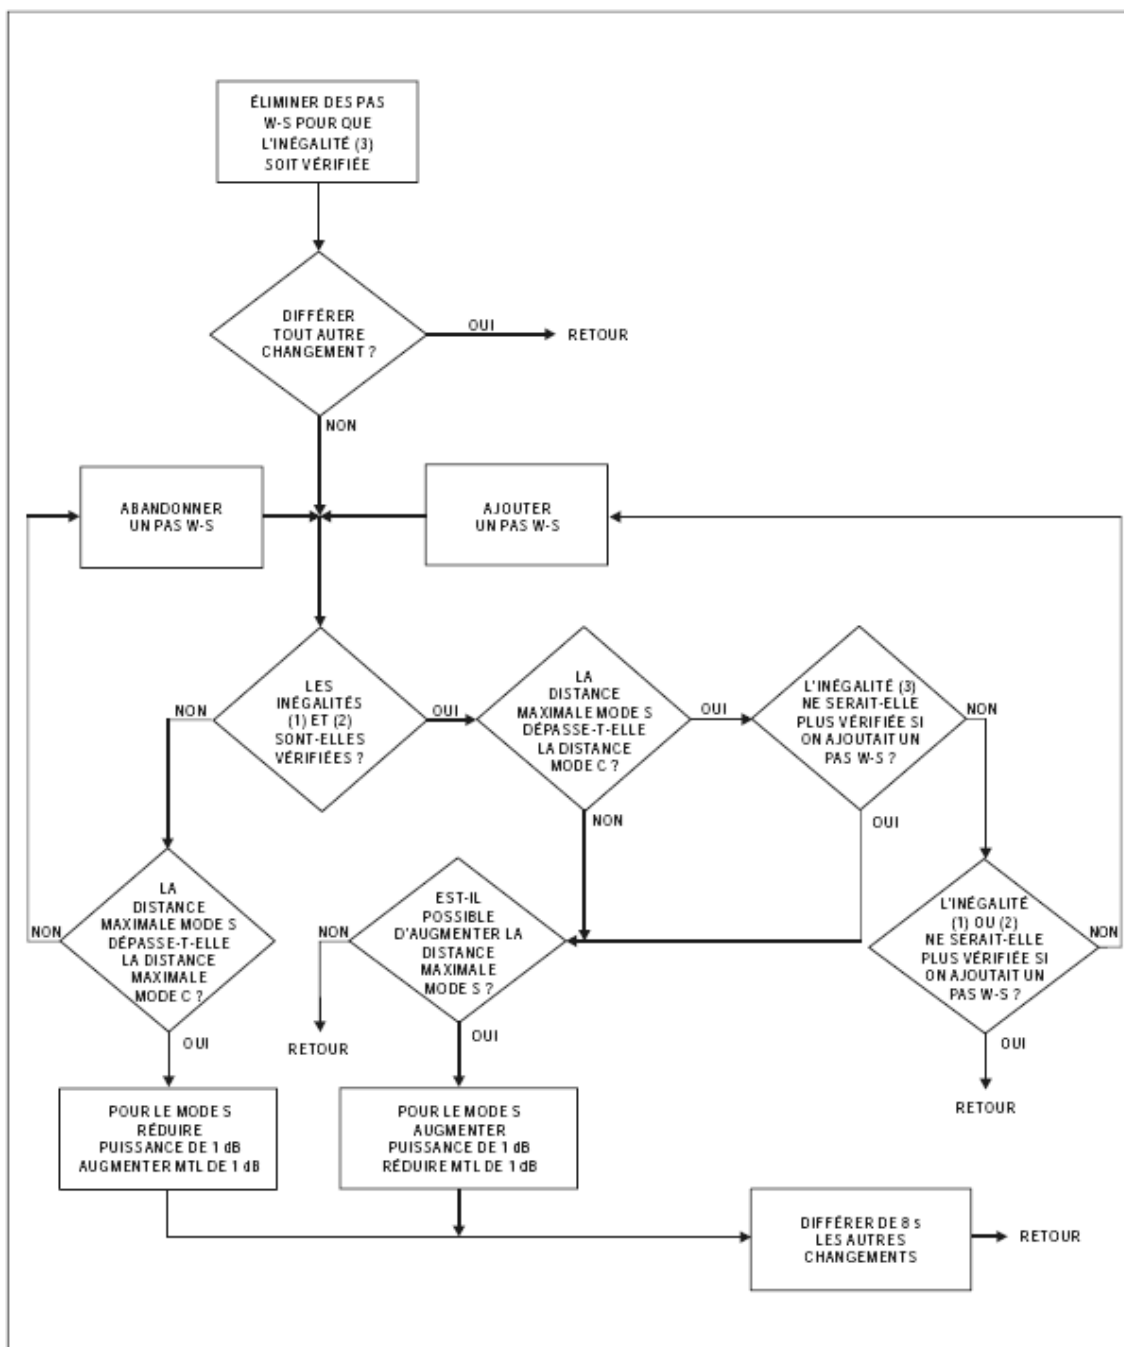 ÉLIMINER DES PAS
W-S POUR QUE
L'INÉGALITÉ (3)
SOIT VÉRIFIÉE
DIFFÉRER
TOUT AUTRE
CHANGEMENT ?
OUI
RETOUR
NON
ABANDONNER
UN PAS W-S
AJOUTER
UN PAS W-S
LES
INÉGALITÉS
(1) ET (2)
SONT-ELLES
VÉRIFIÉES ?
NON
OUI
LA
DISTANCE
MAXIMALE MODE S
DÉPASSE-T-ELLE
LA DISTANCE
MODE C ?
OUI
NON
L'INÉGALITÉ (3)
NE SERAIT-ELLE
PLUS VÉRIFIÉE SI
ON AJOUTAIT UN
PAS W-S ?
NON
OUI
LA
DISTANCE
MAXIMALE MODE S
DÉPASSE-T-ELLE
LA DISTANCE
MAXIMALE
MODE C ?
NON
OUI
EST-IL
POSSIBLE
D'AUGMENTER LA
DISTANCE
MAXIMALE
MODE S ?
NON
RETOUR
OUI
L'INÉGALITÉ
(1) OU (2)
NE SERAIT-ELLE
PLUS VÉRIFIÉE SI
ON AJOUTAIT UN
PAS W-S ?
NON
OUI
RETOUR
POUR LE MODE S
RÉDUIRE
PUISSANCE DE 1 dB
AUGMENTER MTL DE 1 dB
POUR LE MODE S
AUGMENTER
PUISSANCE DE 1 dB
RÉDUIRE MTL DE 1 dB
DIFFÉRER DE 8 s
LES AUTRES
CHANGEMENTS
RETOUR